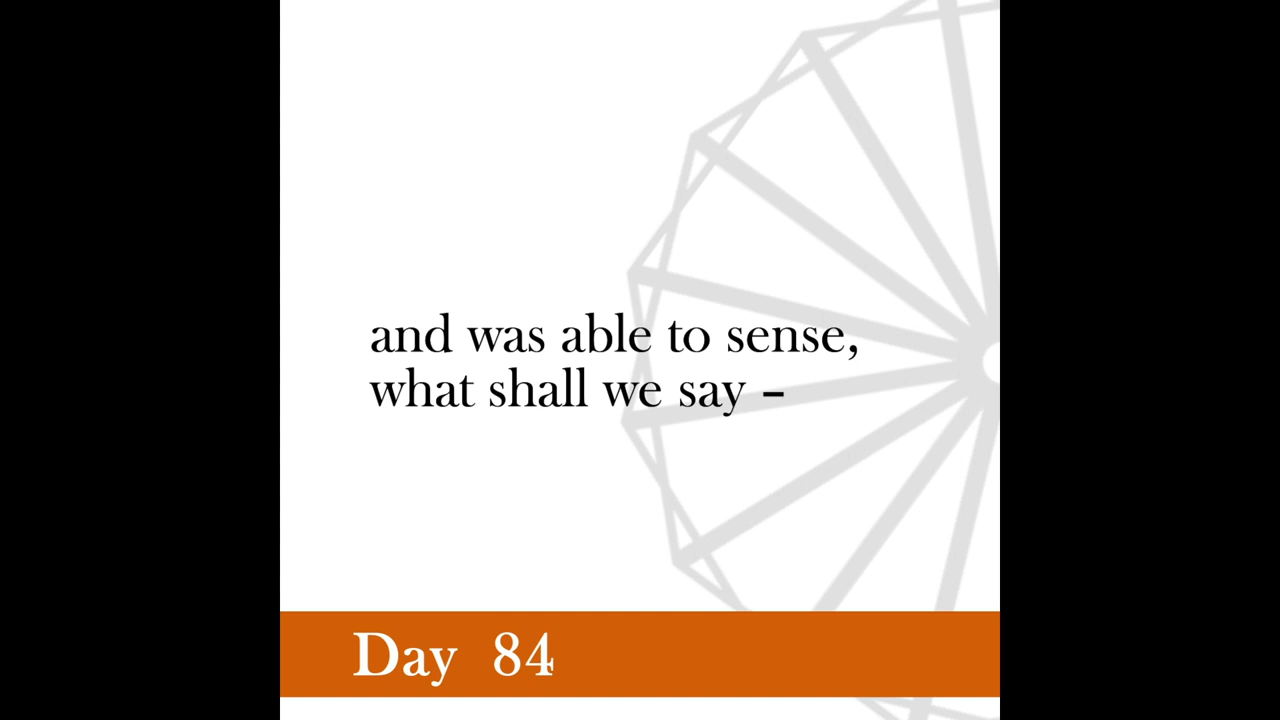 and was able to sense,
what shall we say –
Day 84